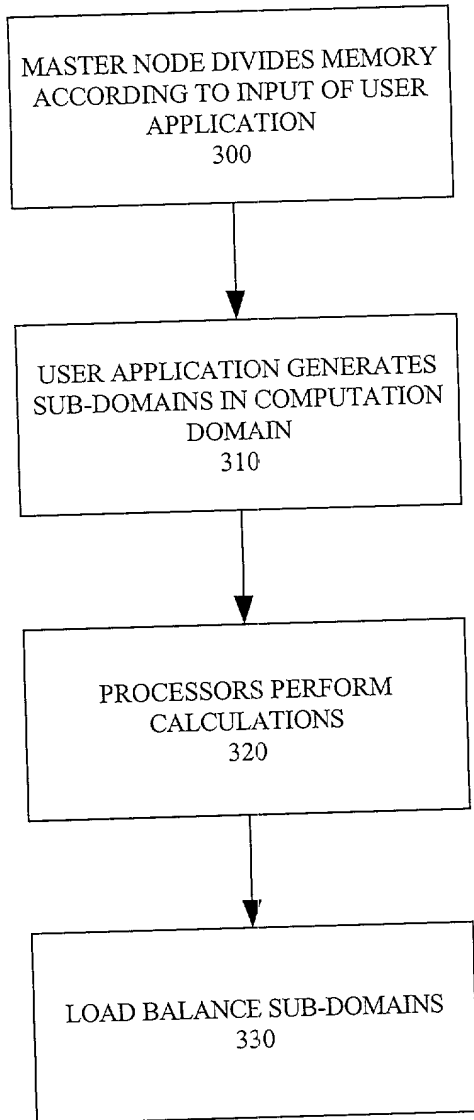 MASTER NODE DIVIDES MEMORY
ACCORDING TO INPUT OF USER
APPLICATION
300
USER APPLICATION GENERATES
SUB-DOMAINS IN COMPUTATION
DOMAIN
310
PROCESSORS PERFORM
CALCULATIONS
320
LOAD BALANCE SUB-DOMAINS
330